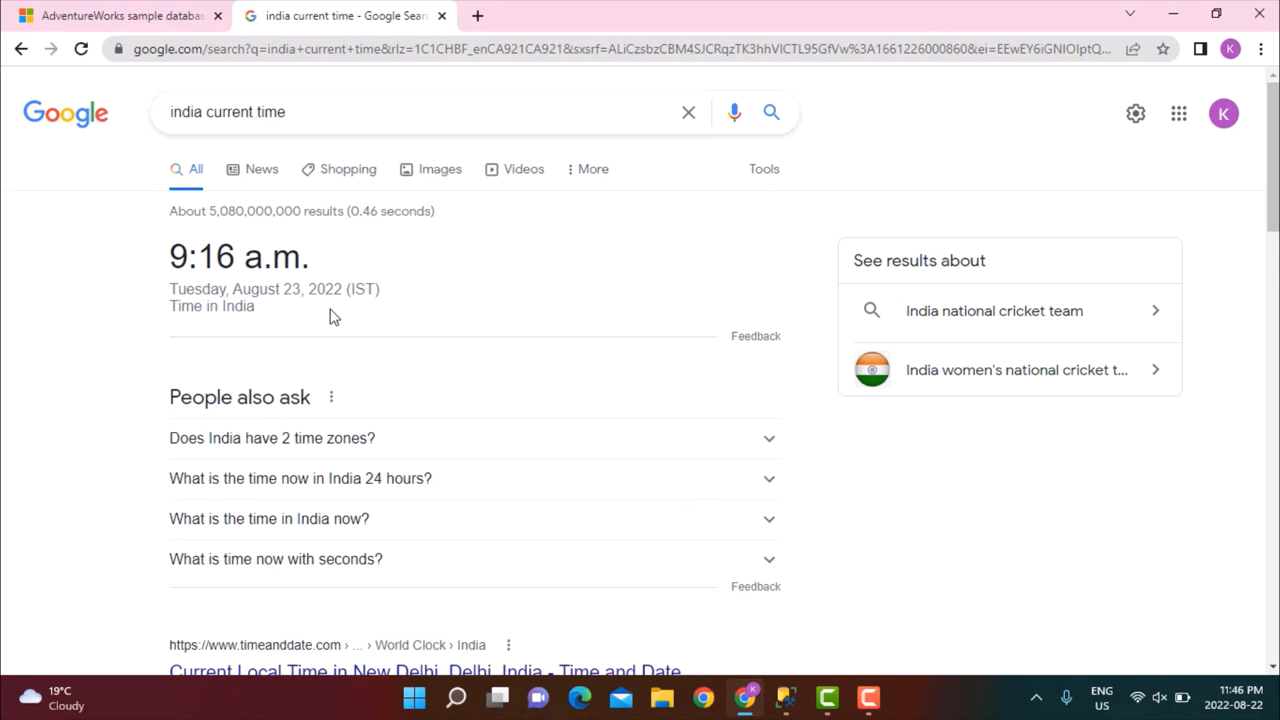 AdventureWorks sample databas
india current time - Google Searc
google.com/search?q=india+current+time&rlz=1C1CHBF_enCA921CA921&sxsrf=ALiCzsbzCBM4SJCRqzTK3hhVICTL95GfVw%3A1661226000860&ei=EEwEY6iGNIOIptQ...
K
Google
india current time
K
All
News
Shopping
Images
Videos
More
Tools
About 5,080,000,000 results (0.46 seconds)
9:16 a.m.
Tuesday, August 23, 2022 (IST)
Time in India
Feedback
See results about
India national cricket team
India women's national cricket t...
People also ask
Does India have 2 time zones?
What is the time now in India 24 hours?
What is the time in India now?
What is time now with seconds?
Feedback
https://www.timeanddate.com › ... › World Clock › India
Current Local Time in New Delhi, Delhi, India - Time and Date
19°C
Cloudy
K
C
C
ENG
US
11:46 PM
2022-08-22